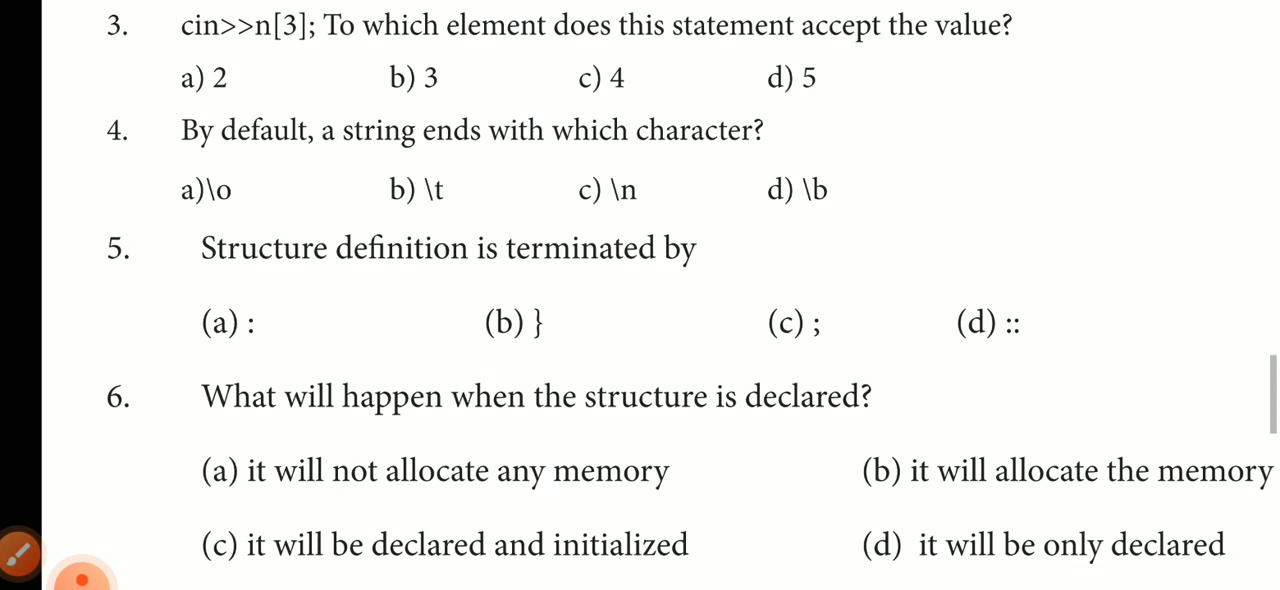 3. cin>>n[3]; To which element does this statement accept the value?
a) 2 b) 3 c) 4 d) 5
4. By default, a string ends with which character?
a)\o b) \t c) \n d) \b
5. Structure definition is terminated by
(a) : (b) } (c) ; (d) ::
6. What will happen when the structure is declared?
(a) it will not allocate any memory (b) it will allocate the memory
(c) it will be declared and initialized (d) it will be only declared